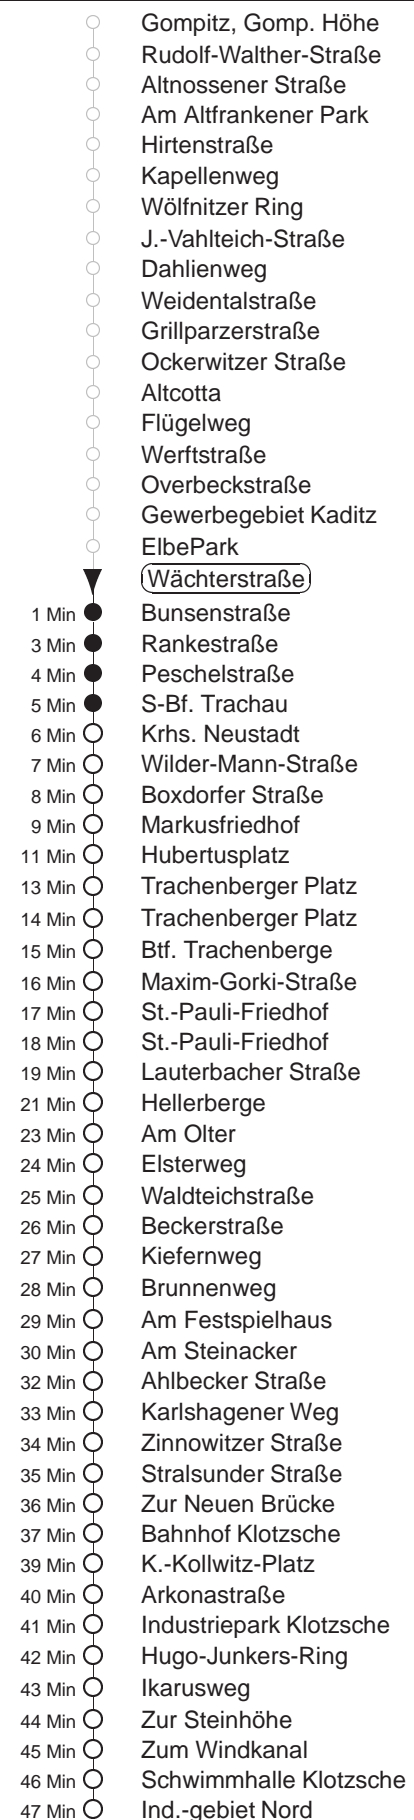 Gompitz, Gomp. Höhe
Rudolf-Walther-Straße
Altnossener Straße
Am Altfrankener Park
Hirtenstraße
Kapellenweg
Wölfnitzer Ring
J.-Vahlteich-Straße
Dahlienweg
Weidentalstraße
Grillparzerstraße
Ockerwitzer Straße
Altcotta
Flügelweg
Werftstraße
Overbeckstraße
Gewerbegebiet Kaditz
ElbePark
Wächterstraße
1 Min Bunsenstraße
3 Min Rankestraße
4 Min Peschelstraße
5 Min S-Bf. Trachau
6 Min Krhs. Neustadt
7 Min Wilder-Mann-Straße
8 Min Boxdorfer Straße
9 Min Markusfriedhof
11 Min Hubertusplatz
13 Min Trachenberger Platz
14 Min Trachenberger Platz
15 Min Btf. Trachenberge
16 Min Maxim-Gorki-Straße
17 Min St.-Pauli-Friedhof
18 Min St.-Pauli-Friedhof
19 Min Lauterbacher Straße
21 Min Hellerberge
23 Min Am Olter
24 Min Elsterweg
25 Min Waldteichstraße
26 Min Beckerstraße
27 Min Kiefernweg
28 Min Brunnenweg
29 Min Am Festspielhaus
30 Min Am Steinacker
32 Min Ahlbecker Straße
33 Min Karlshagener Weg
34 Min Zinnowitzer Straße
35 Min Stralsunder Straße
36 Min Zur Neuen Brücke
37 Min Bahnhof Klotzsche
39 Min K.-Kollwitz-Platz
40 Min Arkonastraße
41 Min Industriepark Klotzsche
42 Min Hugo-Junkers-Ring
43 Min Ikarusweg
44 Min Zur Steinhöhe
45 Min Zum Windkanal
46 Min Schwimmhalle Klotzsche
47 Min Ind.-gebiet Nord